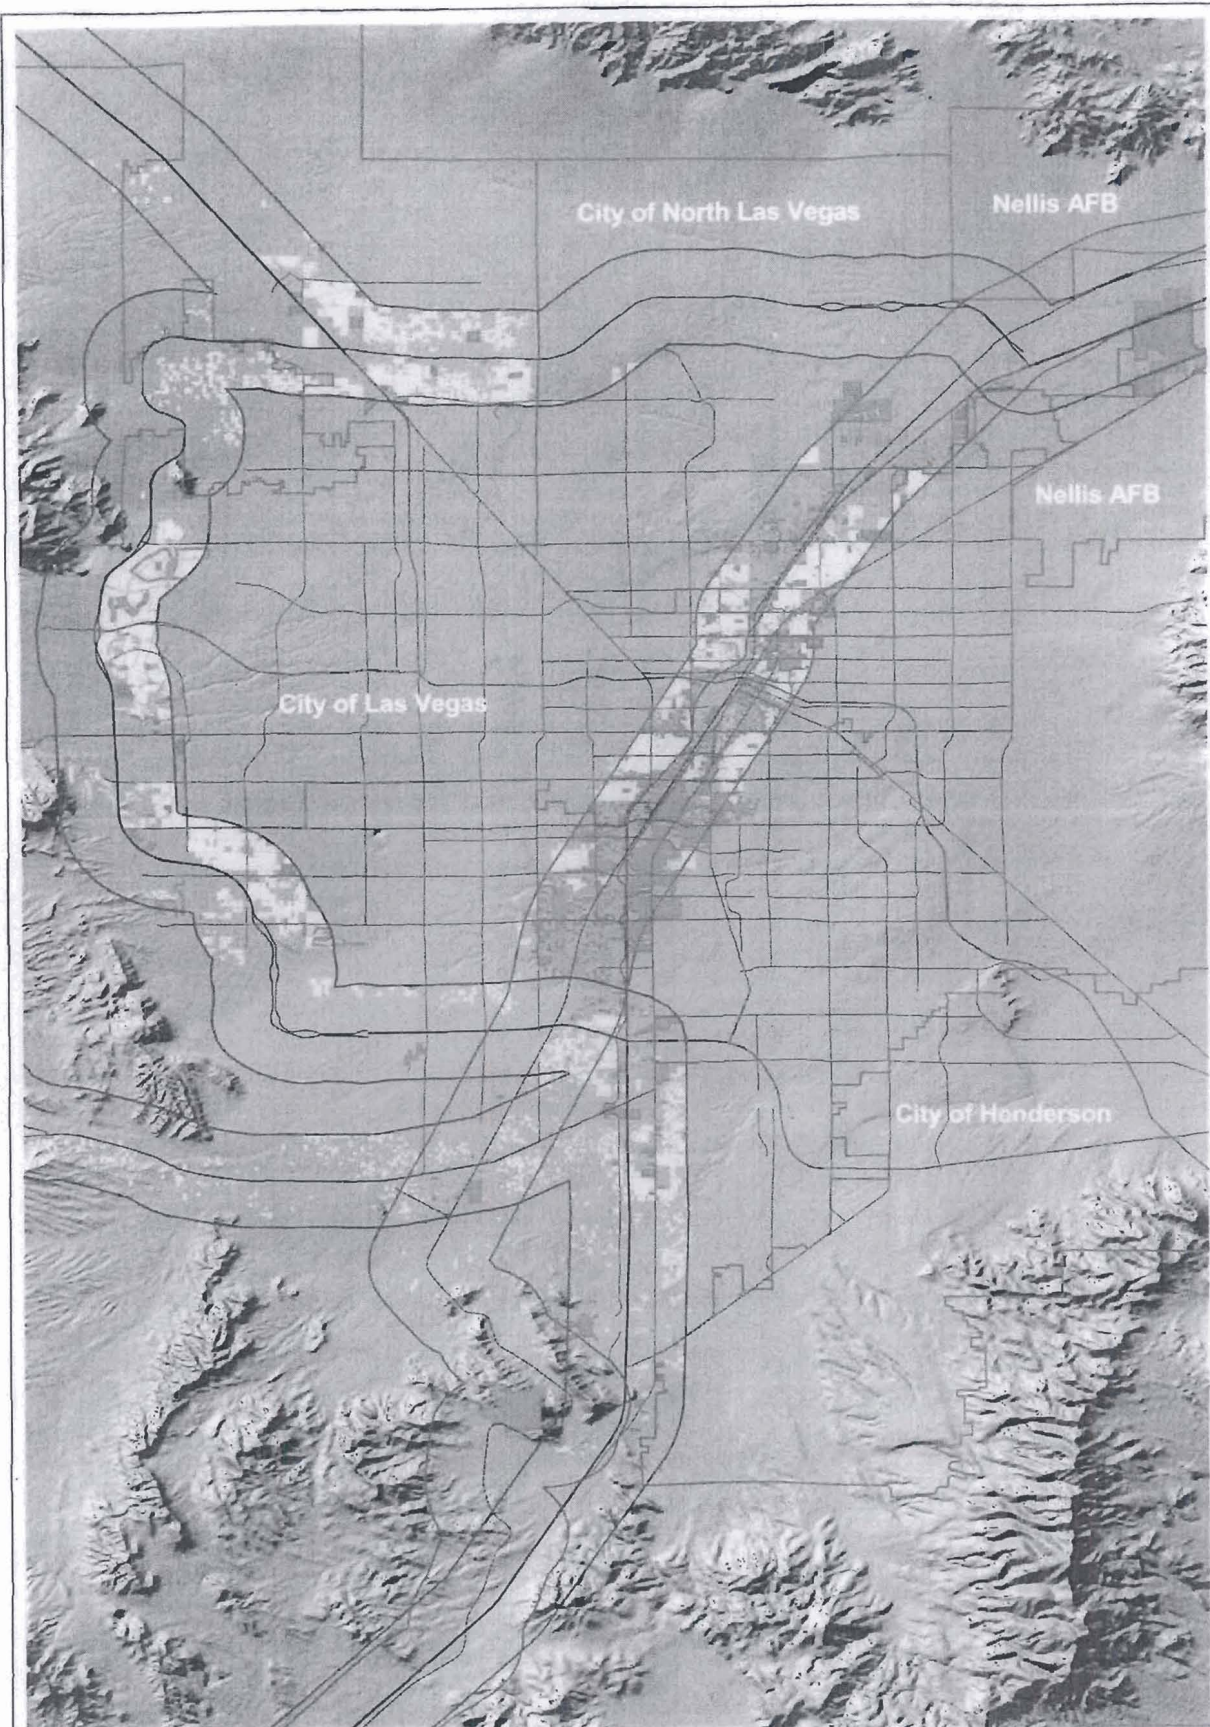 City of North Las Vegas
Nellis AFB
Nellis AFB
City of Las Vegas
City of Henderson